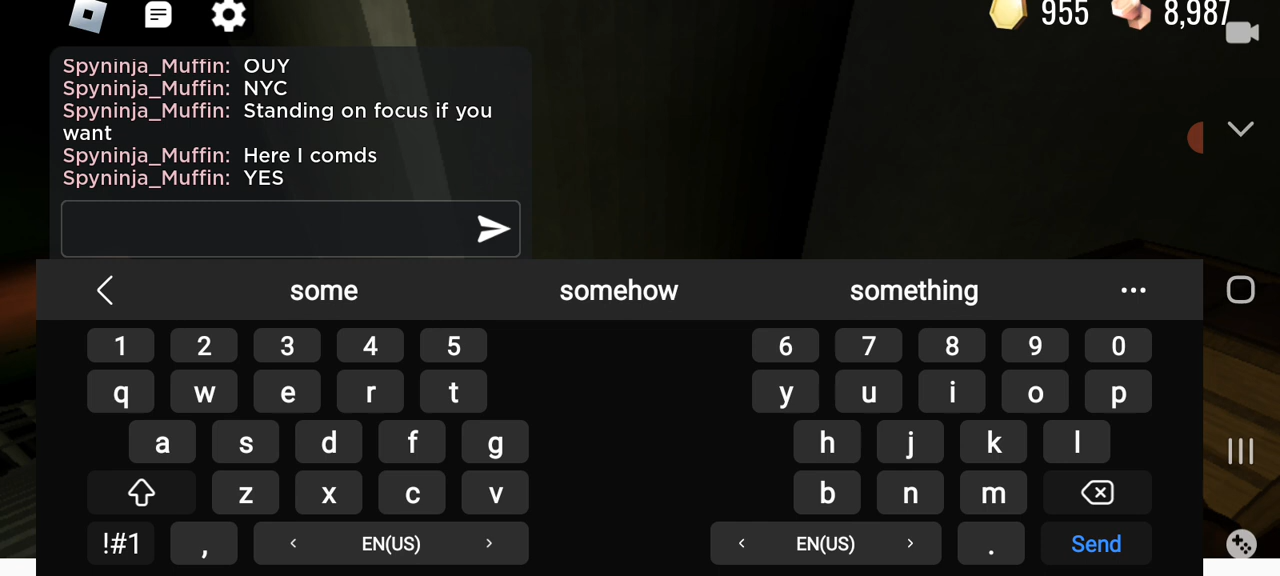 955 8,987
Spyninja_Muffin: OUY
Spyninja_Muffin: NYC
Spyninja_Muffin: Standing on focus if you
want
Spyninja_Muffin: Here I comds
Spyninja_Muffin: YES
some somehow something
1 2 3 4 5 6 7 8 9 0
q w e r t y u i o p
a s d f g h j k l
z x c v b n m
!#1 , < EN(US) > < EN(US) > . Send